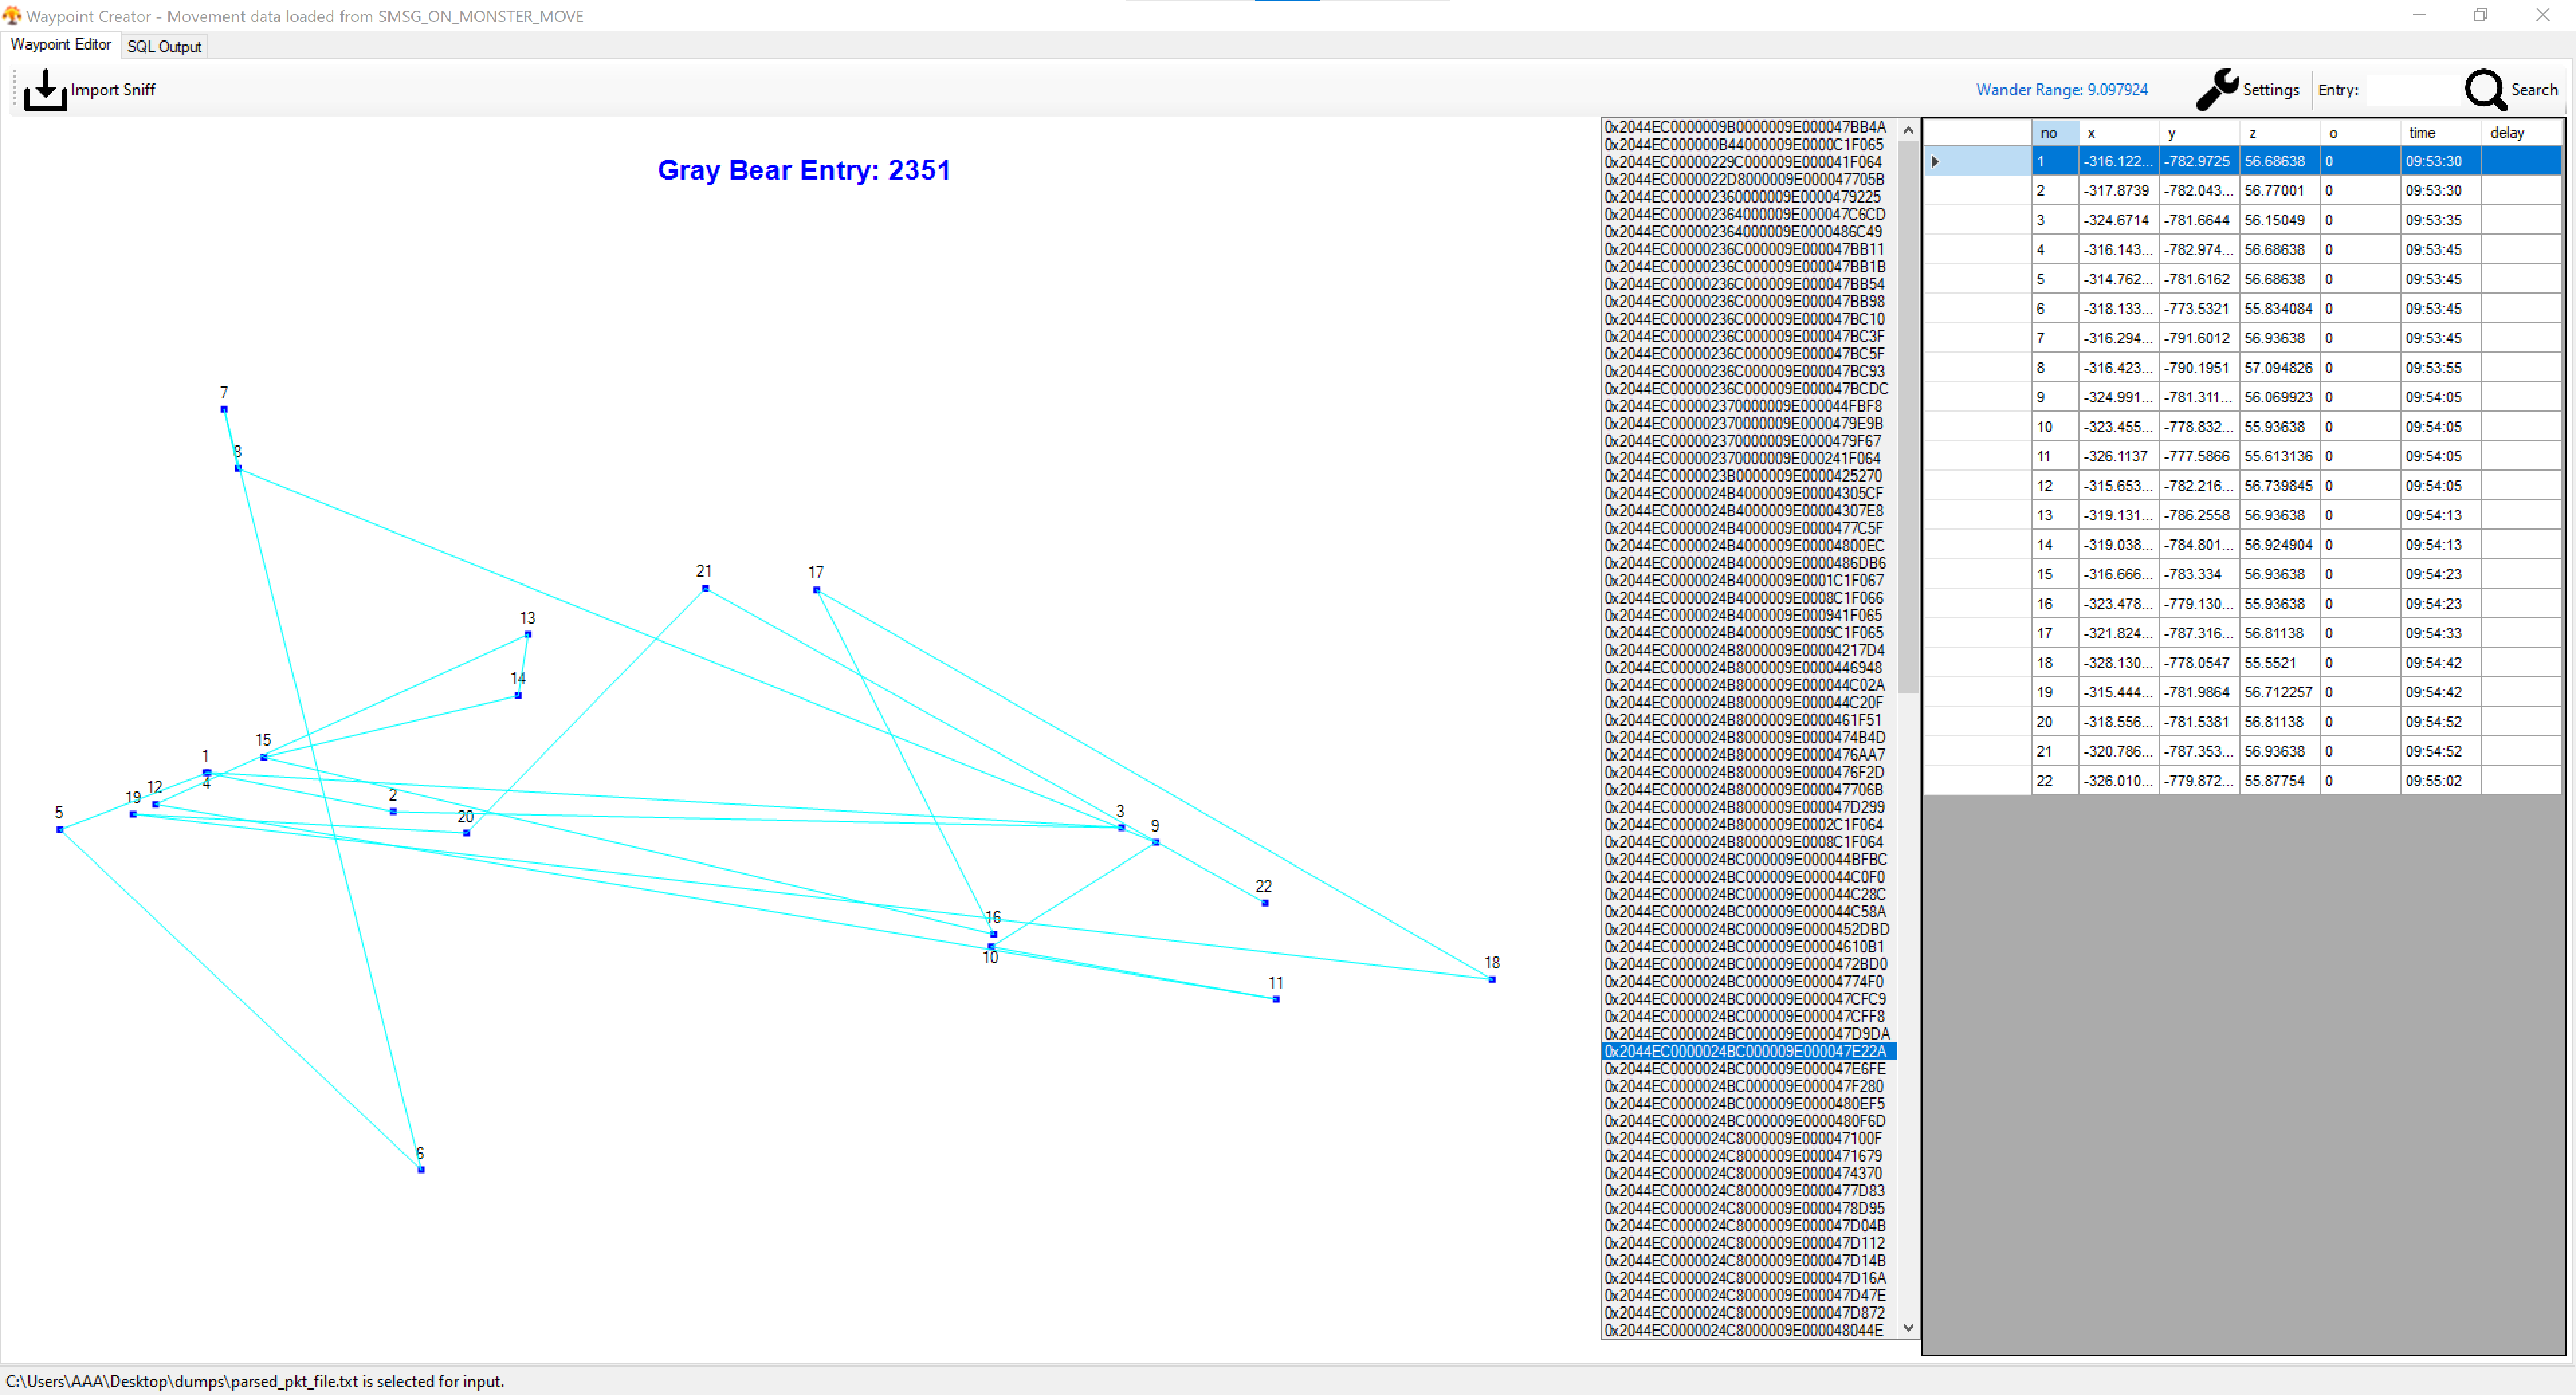 Waypoint Creator - Movement data loaded from SMSG_ON_MONSTER_MOVE
Waypoint Editor SQL Output
Import Sniff Wander Range: 9.097924 Settings Entry: Search
Gray Bear Entry: 2351
7
8
21
17
13
14
15
1
4
12
19
5
2
20
3
9
22
16
10
18
11
6
0x2044EC0000009B0000009E000047BB4A
0x2044EC000000B44000009E0000C1F065
0x2044EC00000229C000009E000041F064
0x2044EC0000022D8000009E000047705B
0x2044EC000002360000009E0000479225
0x2044EC000002364000009E000047C6CD
0x2044EC000002364000009E0000486C49
0x2044EC00000236C000009E000047BB11
0x2044EC00000236C000009E000047BB1B
0x2044EC00000236C000009E000047BB54
0x2044EC00000236C000009E000047BB98
0x2044EC00000236C000009E000047BC10
0x2044EC00000236C000009E000047BC3F
0x2044EC00000236C000009E000047BC5F
0x2044EC00000236C000009E000047BC93
0x2044EC00000236C000009E000047BCDC
0x2044EC000002370000009E000044FBF8
0x2044EC000002370000009E0000479E9B
0x2044EC000002370000009E0000479F67
0x2044EC000002370000009E000241F064
0x2044EC0000023B0000009E0000425270
0x2044EC0000024B4000009E00004305CF
0x2044EC0000024B4000009E00004307E8
0x2044EC0000024B4000009E0000477C5F
0x2044EC0000024B4000009E00004800EC
0x2044EC0000024B4000009E0000486DB6
0x2044EC0000024B4000009E0001C1F067
0x2044EC0000024B4000009E0008C1F066
0x2044EC0000024B4000009E000941F065
0x2044EC0000024B4000009E0009C1F065
0x2044EC0000024B8000009E00004217D4
0x2044EC0000024B8000009E0000446948
0x2044EC0000024B8000009E000044C02A
0x2044EC0000024B8000009E000044C20F
0x2044EC0000024B8000009E0000461F51
0x2044EC0000024B8000009E0000474B4D
0x2044EC0000024B8000009E0000476AA7
0x2044EC0000024B8000009E0000476F2D
0x2044EC0000024B8000009E000047706B
0x2044EC0000024B8000009E000047D299
0x2044EC0000024B8000009E0002C1F064
0x2044EC0000024B8000009E0008C1F064
0x2044EC0000024BC000009E000044BFBC
0x2044EC0000024BC000009E000044C0F0
0x2044EC0000024BC000009E000044C28C
0x2044EC0000024BC000009E000044C58A
0x2044EC0000024BC000009E0000452DBD
0x2044EC0000024BC000009E00004610B1
0x2044EC0000024BC000009E0000472BD0
0x2044EC0000024BC000009E00004774F0
0x2044EC0000024BC000009E000047CFC9
0x2044EC0000024BC000009E000047CFF8
0x2044EC0000024BC000009E000047D9DA
0x2044EC0000024BC000009E000047E22A
0x2044EC0000024BC000009E000047E6FE
0x2044EC0000024BC000009E000047F280
0x2044EC0000024BC000009E0000480EF5
0x2044EC0000024BC000009E0000480F6D
0x2044EC0000024C8000009E000047100F
0x2044EC0000024C8000009E0000471679
0x2044EC0000024C8000009E0000474370
0x2044EC0000024C8000009E0000477D83
0x2044EC0000024C8000009E0000478D95
0x2044EC0000024C8000009E000047D04B
0x2044EC0000024C8000009E000047D112
0x2044EC0000024C8000009E000047D14B
0x2044EC0000024C8000009E000047D16A
0x2044EC0000024C8000009E000047D47E
0x2044EC0000024C8000009E000047D872
0x2044EC0000024C8000009E000048044E
no x y z o time delay
1 -316.122... -782.9725 56.68638 0 09:53:30
2 -317.8739 -782.043... 56.77001 0 09:53:30
3 -324.6714 -781.6644 56.15049 0 09:53:35
4 -316.143... -782.974... 56.68638 0 09:53:45
5 -314.762... -781.6162 56.68638 0 09:53:45
6 -318.133... -773.5321 55.834084 0 09:53:45
7 -316.294... -791.6012 56.93638 0 09:53:45
8 -316.423... -790.1951 57.094826 0 09:53:55
9 -324.991... -781.311... 56.069923 0 09:54:05
10 -323.455... -778.832... 55.93638 0 09:54:05
11 -326.1137 -777.5866 55.613136 0 09:54:05
12 -315.653... -782.216... 56.739845 0 09:54:05
13 -319.131... -786.2558 56.93638 0 09:54:13
14 -319.038... -784.801... 56.924904 0 09:54:13
15 -316.666... -783.334 56.93638 0 09:54:23
16 -323.478... -779.130... 55.93638 0 09:54:23
17 -321.824... -787.316... 56.81138 0 09:54:33
18 -328.130... -778.0547 55.5521 0 09:54:42
19 -315.444... -781.9864 56.712257 0 09:54:42
20 -318.556... -781.5381 56.81138 0 09:54:52
21 -320.786... -787.353... 56.93638 0 09:54:52
22 -326.010... -779.872... 55.87754 0 09:55:02
C:\Users\AAA\Desktop\dumps\parsed_pkt_file.txt is selected for input.